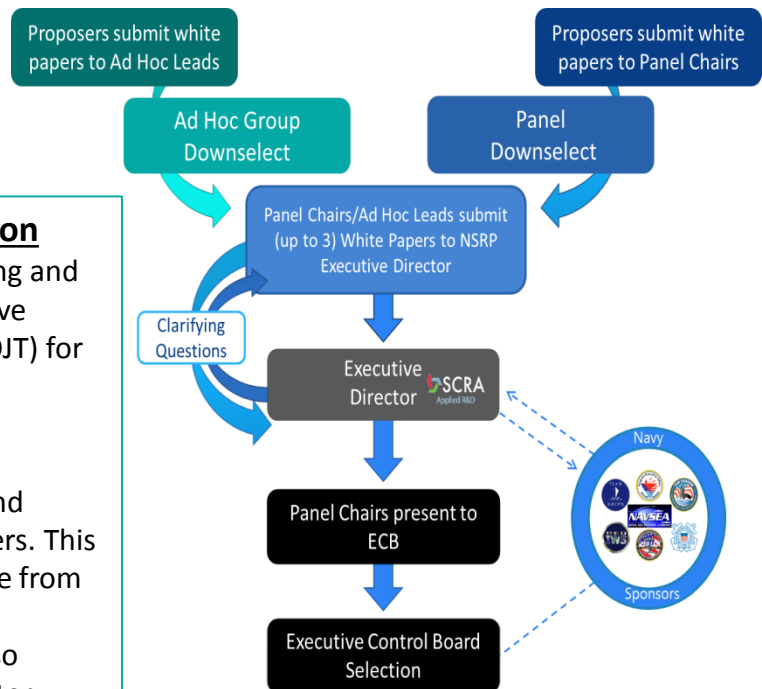 Proposers submit white
papers to Ad Hoc Leads
Proposers submit white
papers to Panel Chairs
Ad Hoc Group
Downselect
Panel
Downselect
Panel Chairs/Ad Hoc Leads submit
(up to 3) White Papers to NSRP
Executive Director
Clarifying
Questions
Executive
Director
SCRA
Applied R&D
Panel Chairs present to
ECB
Executive Control Board
Selection
Navy
NAVSEA
Sponsors
on
ng and
ve
OJT) for
nd
ers. This
e from
so